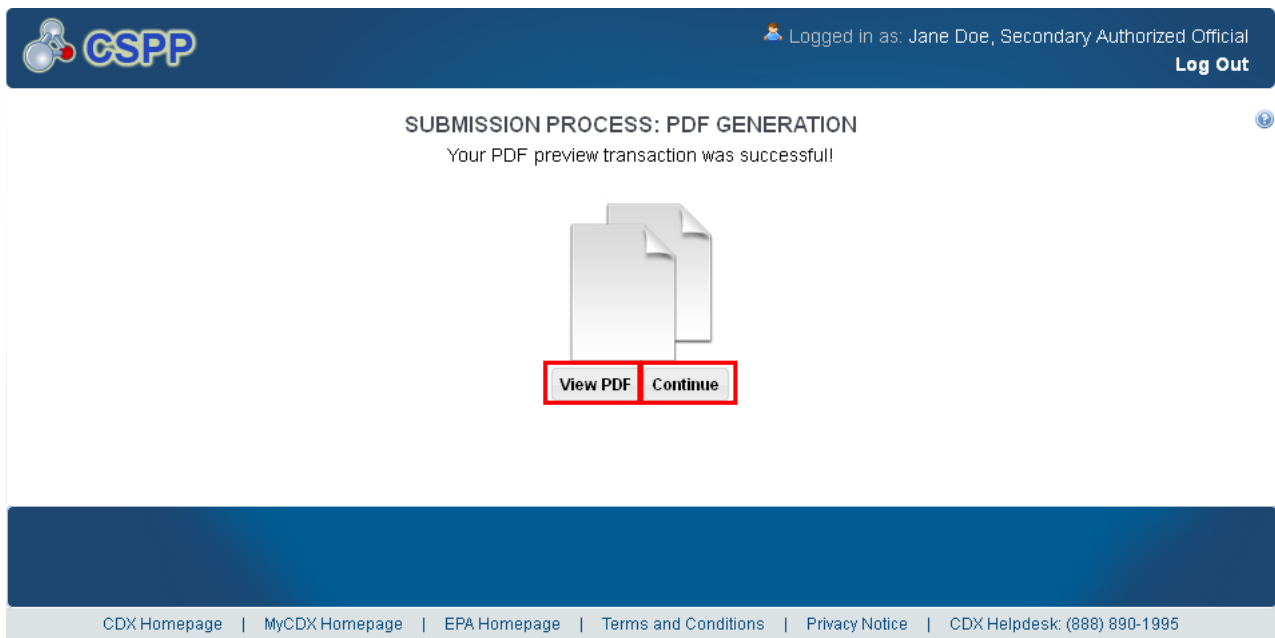 CSPP
Logged in as: Jane Doe, Secondary Authorized Official
Log Out
SUBMISSION PROCESS: PDF GENERATION
Your PDF preview transaction was successful!
View PDF Continue
CDX Homepage | MyCDX Homepage | EPA Homepage | Terms and Conditions | Privacy Notice | CDX Helpdesk: (888) 890-1995